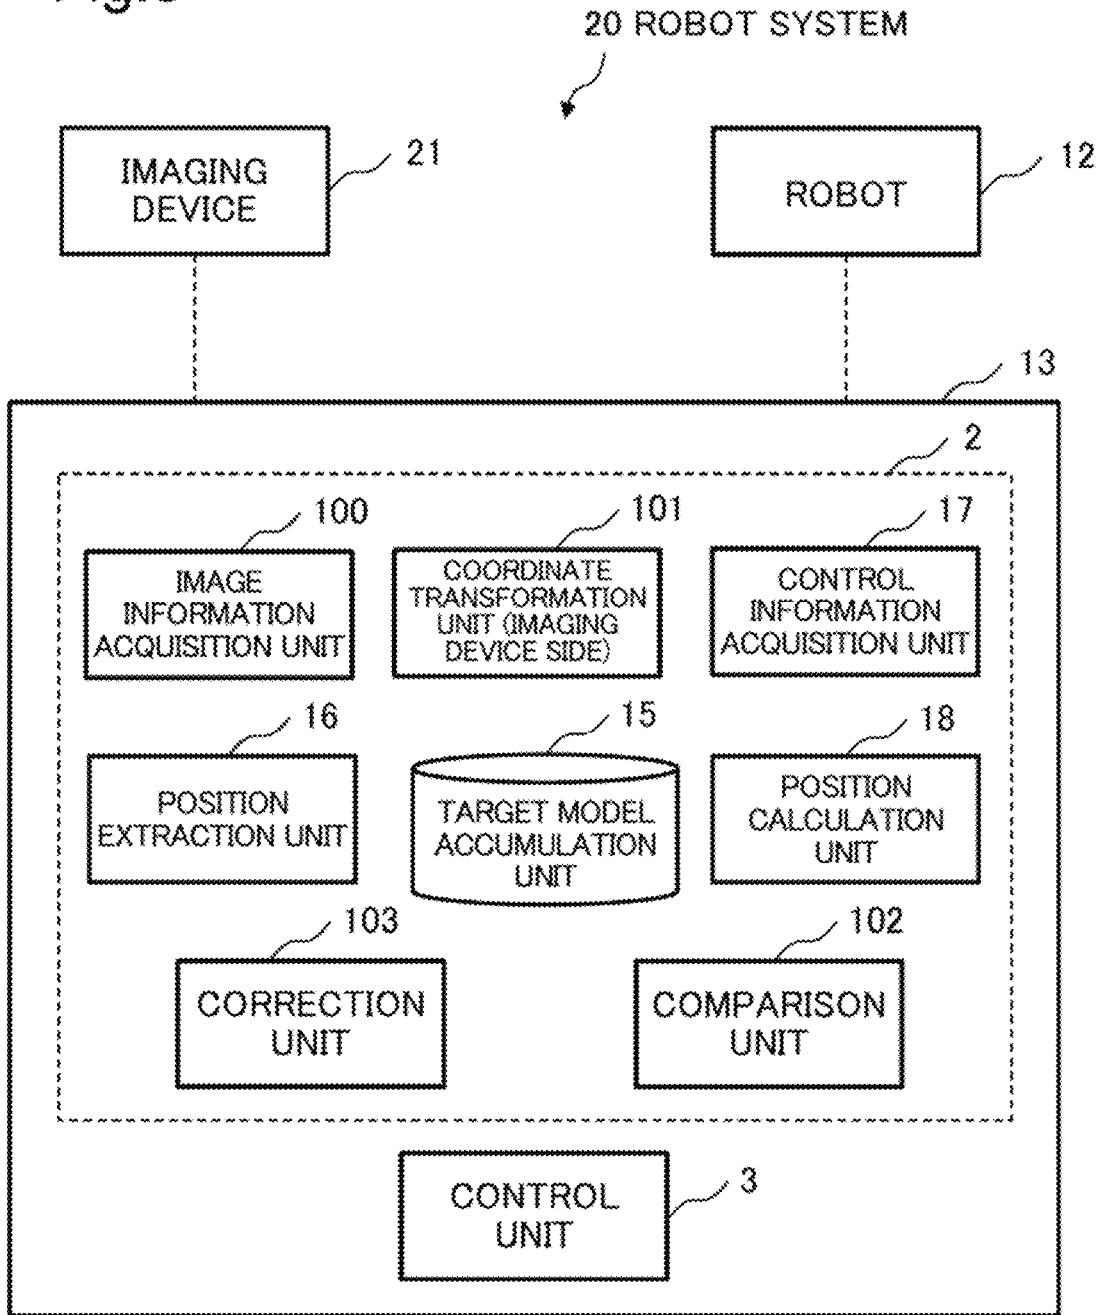 20 ROBOT SYSTEM
21
IMAGING
DEVICE
12
ROBOT
13
2
100
IMAGE
INFORMATION
ACQUISITION UNIT
101
COORDINATE
TRANSFORMATION
UNIT (IMAGING
DEVICE SIDE)
17
CONTROL
INFORMATION
ACQUISITION UNIT
16
POSITION
EXTRACTION UNIT
15
TARGET MODEL
ACCUMULATION
UNIT
18
POSITION
CALCULATION
UNIT
103
CORRECTION
UNIT
102
COMPARISON
UNIT
3
CONTROL
UNIT